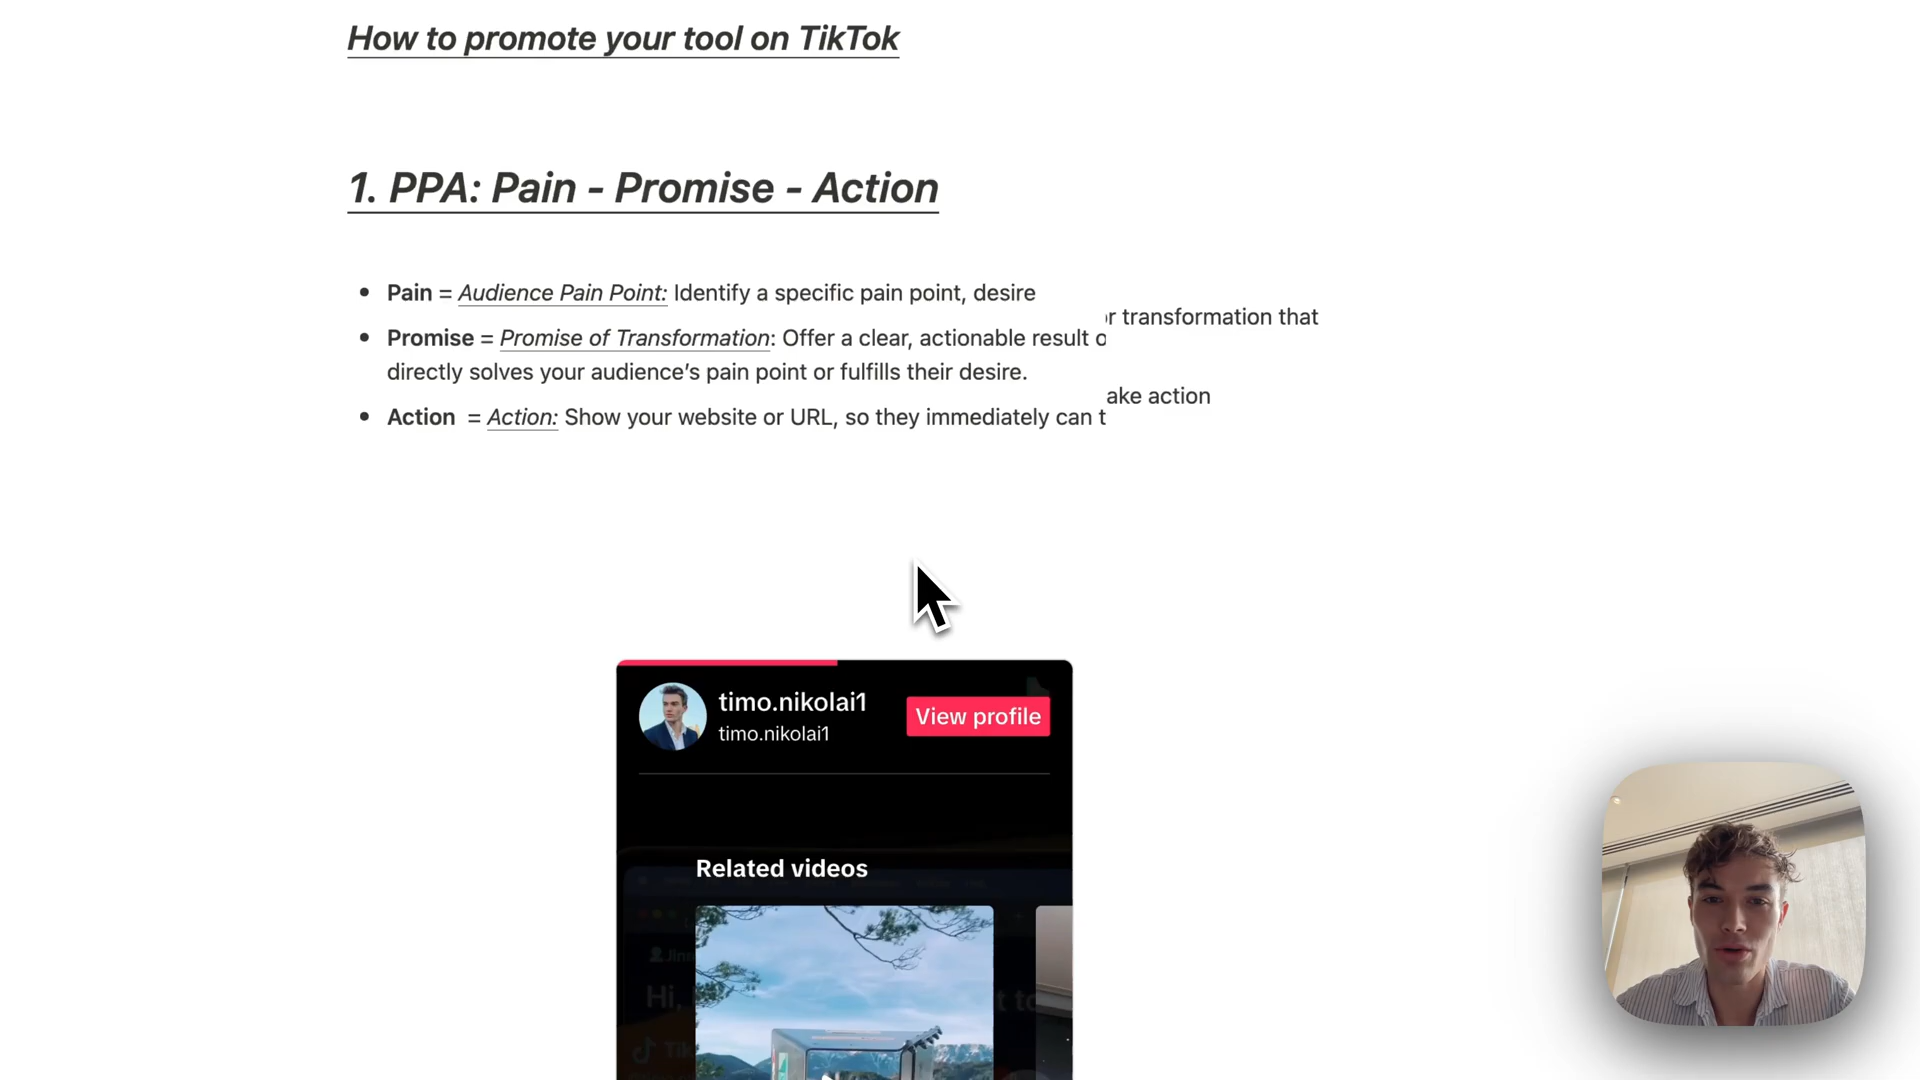 How to promote your tool on TikTok
1. PPA: Pain - Promise - Action
Pain = Audience Pain Point: Identify a specific pain point, desire
Promise = Promise of Transformation: Offer a clear, actionable result or transformation that
directly solves your audience’s pain point or fulfills their desire.
Action = Action: Show your website or URL, so they immediately can take action
timo.nikolai1
timo.nikolai1
View profile
Related videos
Hi,